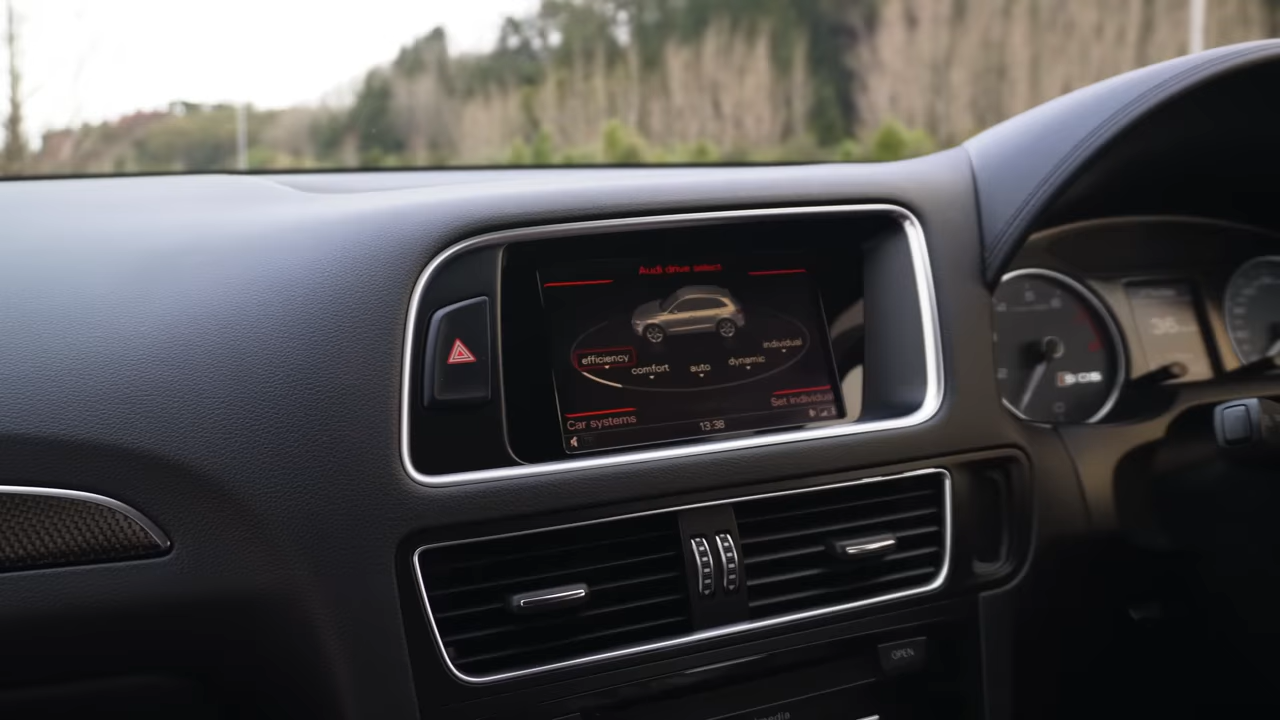 Audi drive select
efficiency
comfort
auto
dynamic
individual
Set individual
Car systems
13:38
OPEN